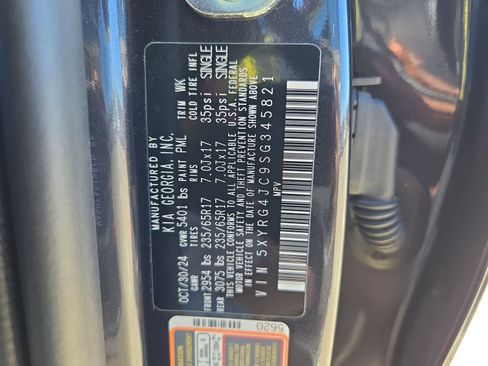 MANUFACTURED BY
KIA GEORGIA, INC.
OCT/30/24 GVWR 5401 lbs PAINT PML TRIM WK
GAWR RIMS COLD TIRE INFL
FRONT 2954 lbs 235/65R17 7.0Jx17 35psi SINGLE
REAR 3075 lbs 235/65R17 7.0Jx17 35psi SINGLE
THIS VEHICLE CONFORMS TO ALL APPLICABLE U.S.A. FEDERAL
MOTOR VEHICLE SAFETY AND THEFT PREVENTION STANDARDS
IN EFFECT ON THE DATE OF MANUFACTURE SHOWN ABOVE
VIN 5XYRG4JC9SG345821
MPV
5620